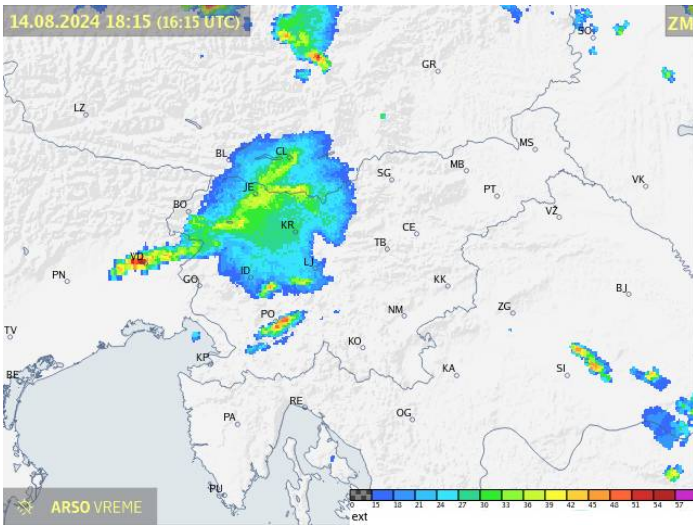 14.08.2024 18:15 (16:15 UTC)
ZM
SO
GR
LZ
MS
BL
CL
MB
SG
VK
JE
PT
BO
VŽ
KR
CE
TB
VD
LJ
PN
ID
GO
KK
BJ
NM
ZG
PO
TV
KP
KO
BE
KA
SI
RE
PA
OG
PU
ARSO VREME
0 15 18 21 24 27 30 33 36 39 42 45 48 51 54 57
ext